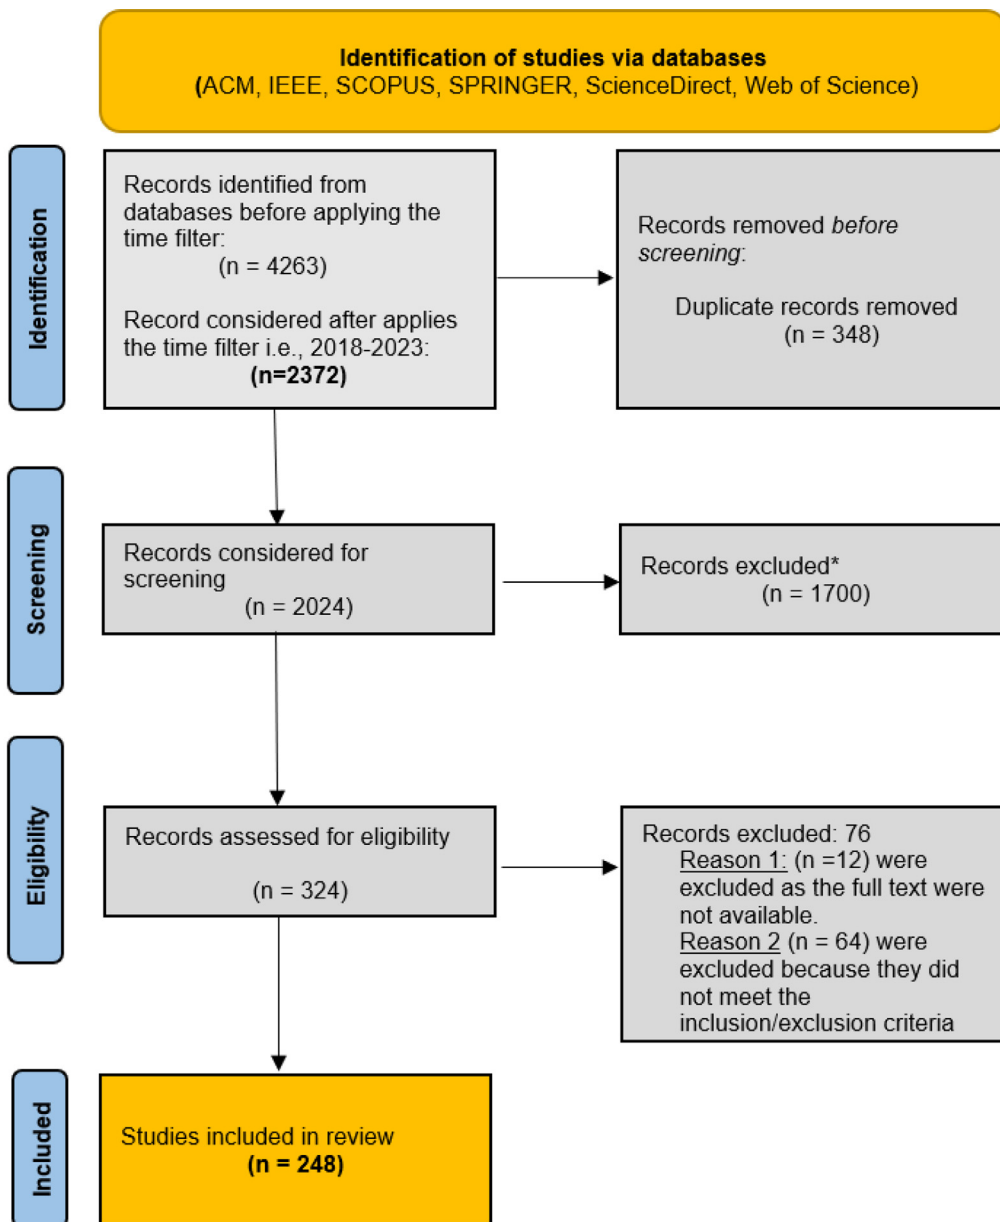 Identification of studies via databases
(ACM, IEEE, SCOPUS, SPRINGER, ScienceDirect, Web of Science)
Identification
Records identified from
databases before applying the
time filter:
(n = 4263)
Record considered after applies
the time filter i.e., 2018-2023:
(n=2372)
Records removed before
screening:
Duplicate records removed
(n = 348)
Screening
Records considered for
screening
(n = 2024)
Records excluded*
(n = 1700)
Eligibility
Records assessed for eligibility
(n = 324)
Records excluded: 76
Reason 1: (n =12) were
excluded as the full text were
not available.
Reason 2 (n = 64) were
excluded because they did
not meet the
inclusion/exclusion criteria
Included
Studies included in review
(n = 248)